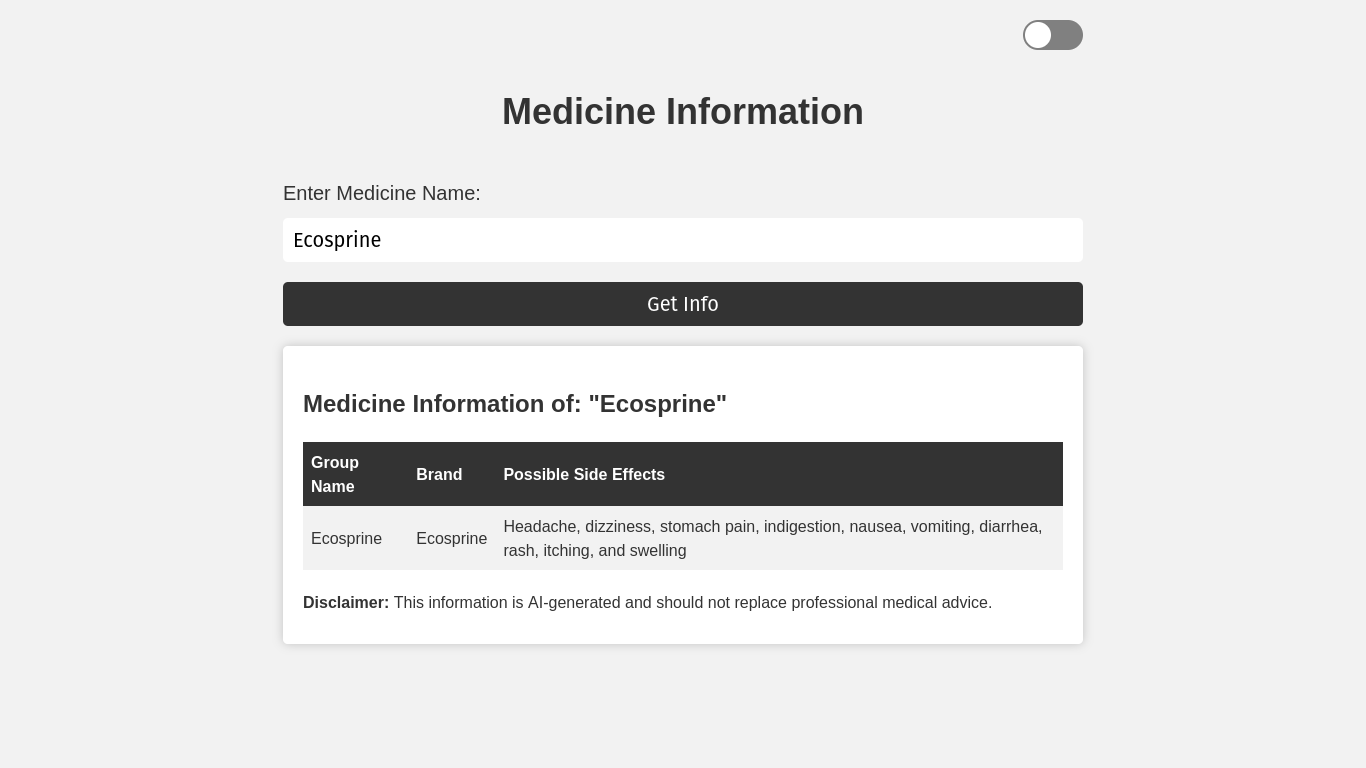 Medicine Information
Enter Medicine Name:
Ecosprine
Get Info
Medicine Information of: "Ecosprine"
Group Name
Brand
Possible Side Effects
Ecosprine
Ecosprine
Headache, dizziness, stomach pain, indigestion, nausea, vomiting, diarrhea,
rash, itching, and swelling
Disclaimer: This information is AI-generated and should not replace professional medical advice.